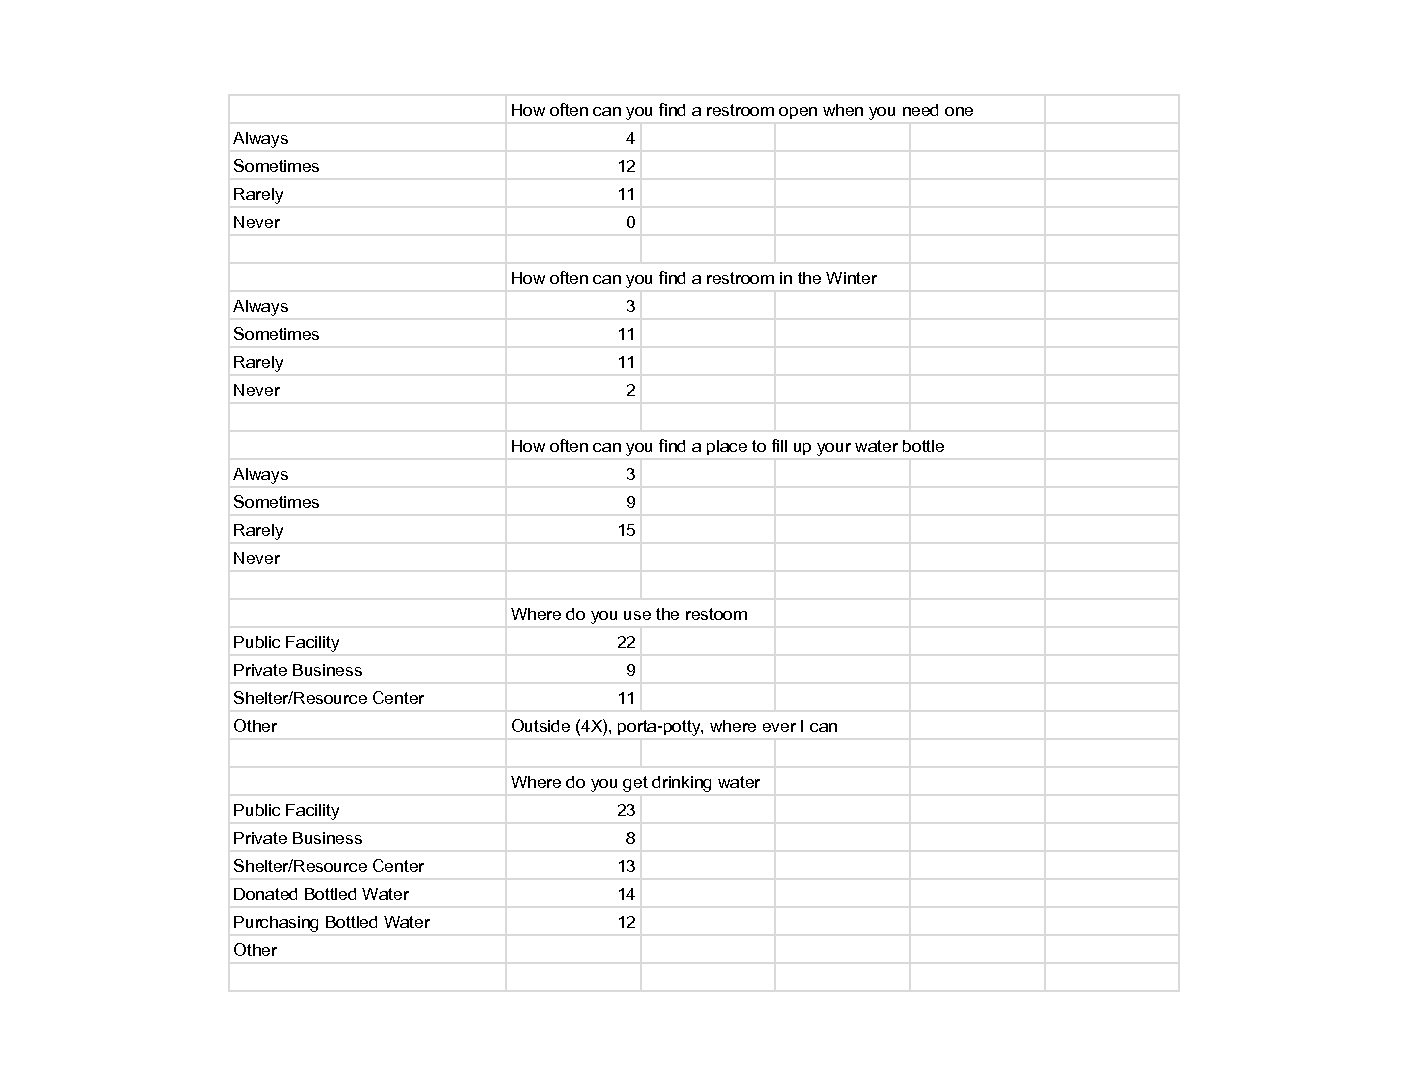 How often can you find a restroom open when you need one
Always 4
Sometimes 12
Rarely 11
Never 0
How often can you find a restroom in the Winter
Always 3
Sometimes 11
Rarely 11
Never 2
How often can you find a place to fill up your water bottle
Always 3
Sometimes 9
Rarely 15
Never
Where do you use the restoom
Public Facility 22
Private Business 9
Shelter/Resource Center 11
Other Outside (4X), porta-potty, where ever I can
Where do you get drinking water
Public Facility 23
Private Business 8
Shelter/Resource Center 13
Donated Bottled Water 14
Purchasing Bottled Water 12
Other